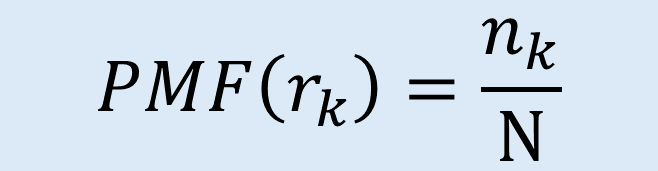 PMF(r_k) = n_k / N